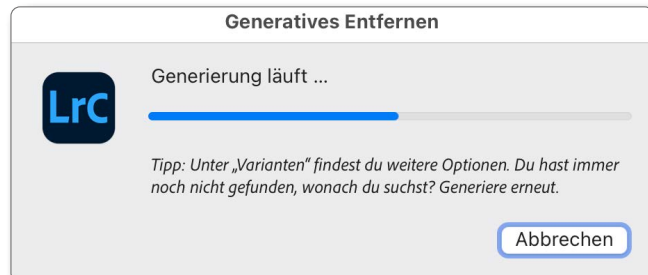 Generatives Entfernen
LrC
Generierung läuft ...
Tipp: Unter „Varianten“ findest du weitere Optionen. Du hast immer
noch nicht gefunden, wonach du suchst? Generiere erneut.
Abbrechen